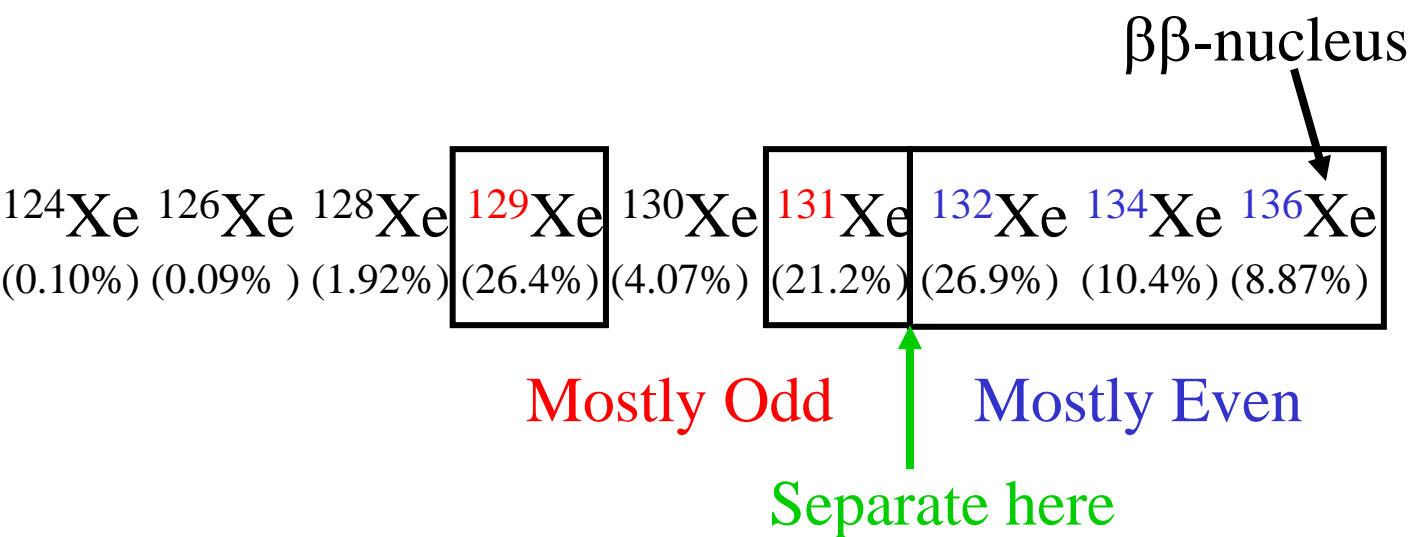 ββ-nucleus
¹²⁴Xe ¹²⁶Xe ¹²⁸Xe ¹²⁹Xe ¹³⁰Xe ¹³¹Xe ¹³²Xe ¹³⁴Xe ¹³⁶Xe
(0.10%) (0.09% ) (1.92%) (26.4%) (4.07%) (21.2%) (26.9%) (10.4%) (8.87%)
Mostly Odd Mostly Even
Separate here